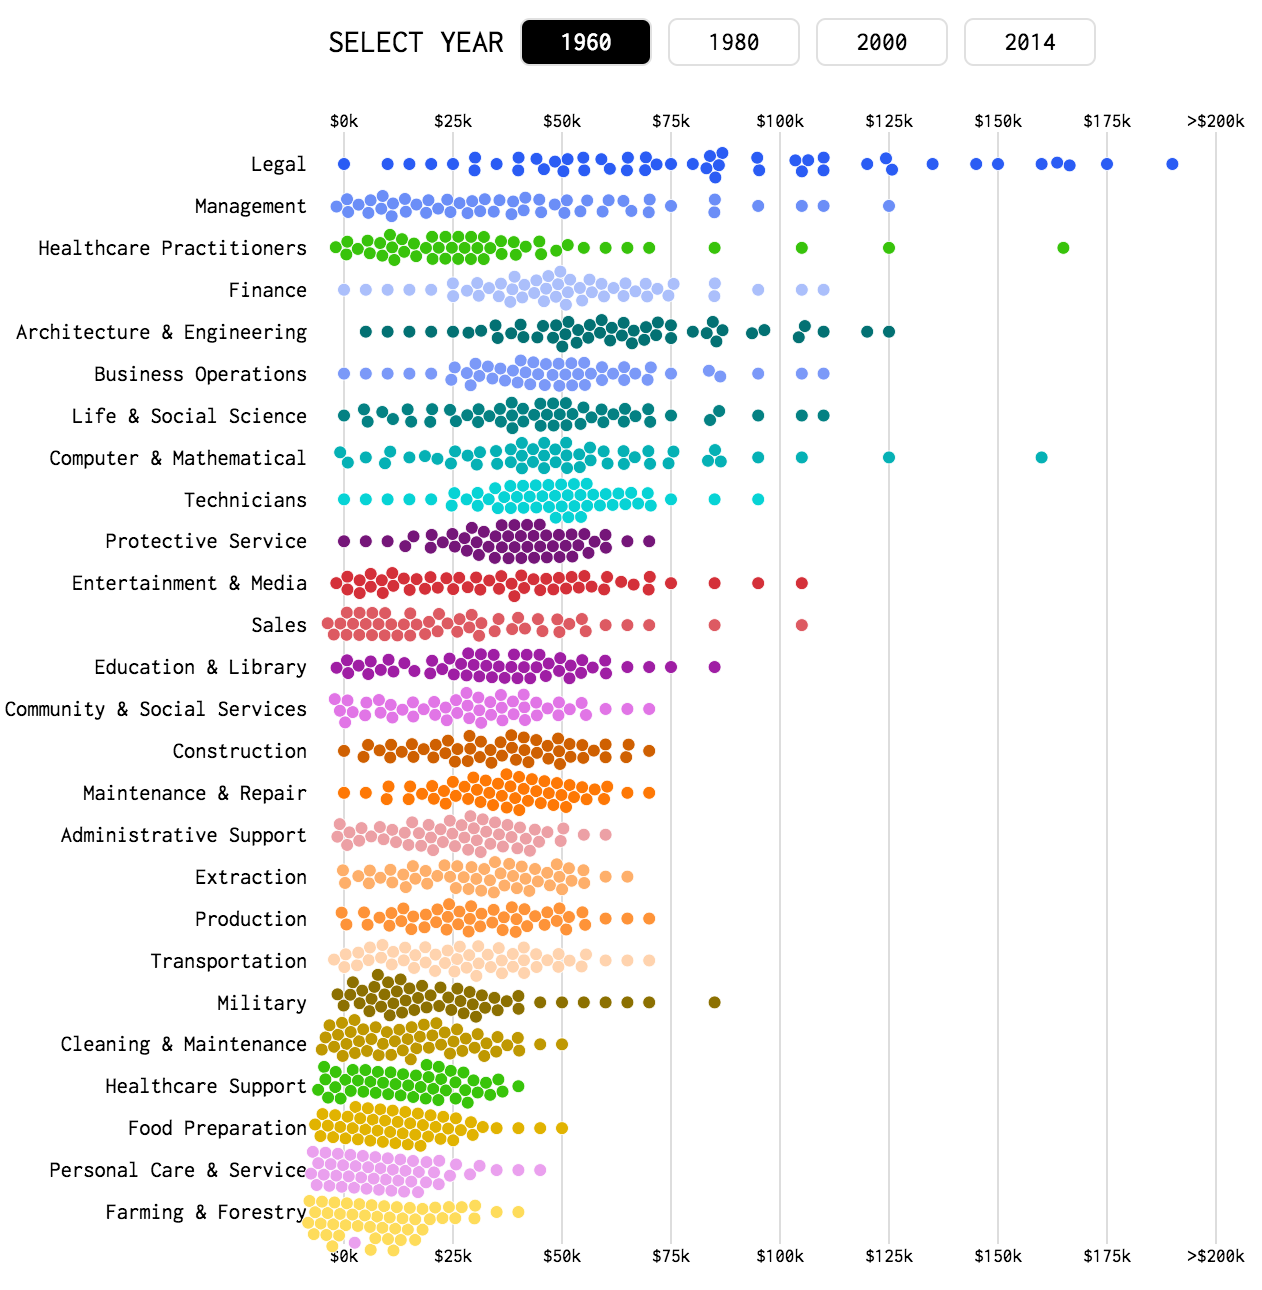 SELECT YEAR 1960 1980 2000 2014
$0k $25k $50k $75k $100k $125k $150k $175k >$200k
Legal
Management
Healthcare Practitioners
Finance
Architecture & Engineering
Business Operations
Life & Social Science
Computer & Mathematical
Technicians
Protective Service
Entertainment & Media
Sales
Education & Library
Community & Social Services
Construction
Maintenance & Repair
Administrative Support
Extraction
Production
Transportation
Military
Cleaning & Maintenance
Healthcare Support
Food Preparation
Personal Care & Service
Farming & Forestry
$0k $25k $50k $75k $100k $125k $150k $175k >$200k